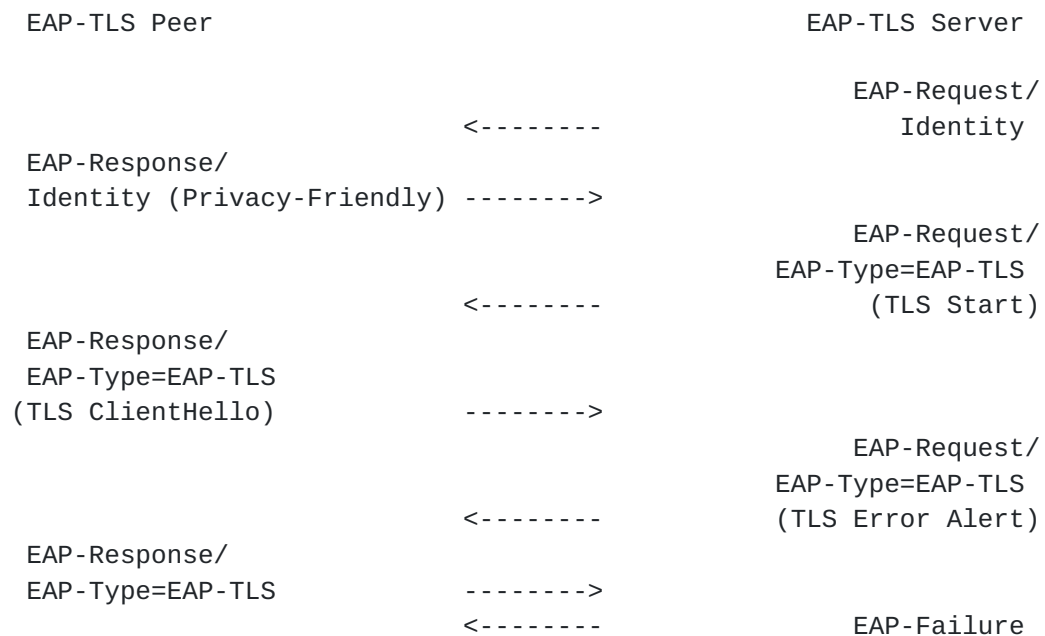 EAP-TLS Peer                                      EAP-TLS Server

                                                     EAP-Request/
                             <--------                   Identity
EAP-Response/
Identity (Privacy-Friendly)  -------->
                                                     EAP-Request/
                                                EAP-Type=EAP-TLS
                             <--------                (TLS Start)
EAP-Response/
EAP-Type=EAP-TLS
(TLS ClientHello)            -------->
                                                     EAP-Request/
                                                EAP-Type=EAP-TLS
                             <--------          (TLS Error Alert)
EAP-Response/
EAP-Type=EAP-TLS             -------->
                             <--------               EAP-Failure